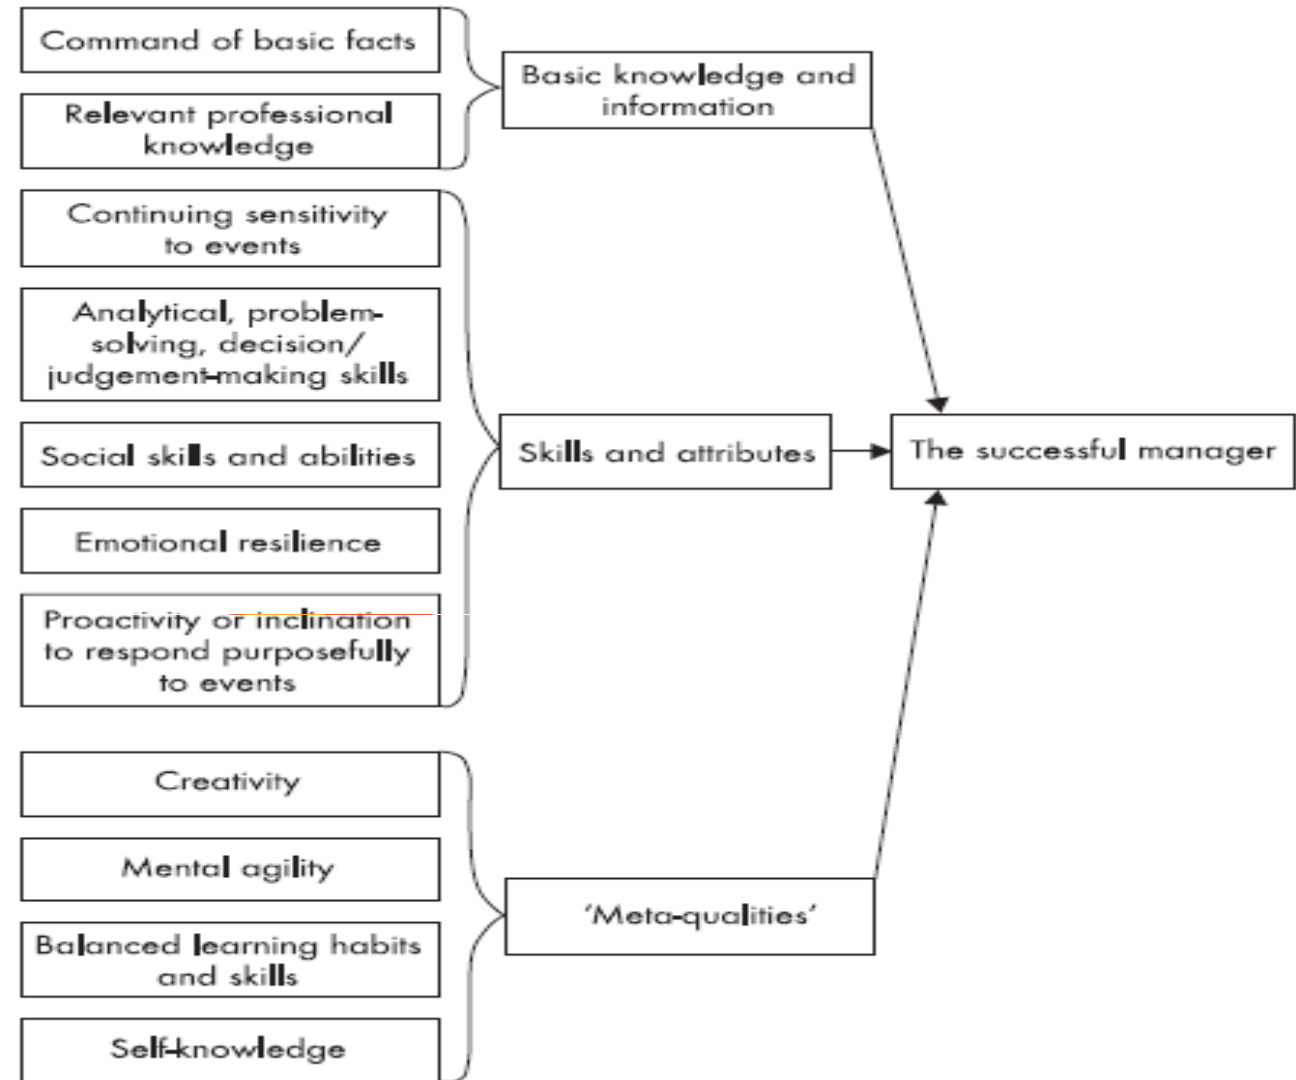 Command of basic facts
Relevant professional
knowledge
Basic knowledge and
information
Continuing sensitivity
to events
Analytical, problem-
solving, decision/
judgement-making skills
Social skills and abilities
Emotional resilience
Proactivity or inclination
to respond purposefully
to events
Skills and attributes
The successful manager
Creativity
Mental agility
Balanced learning habits
and skills
Self-knowledge
‘Meta-qualities’